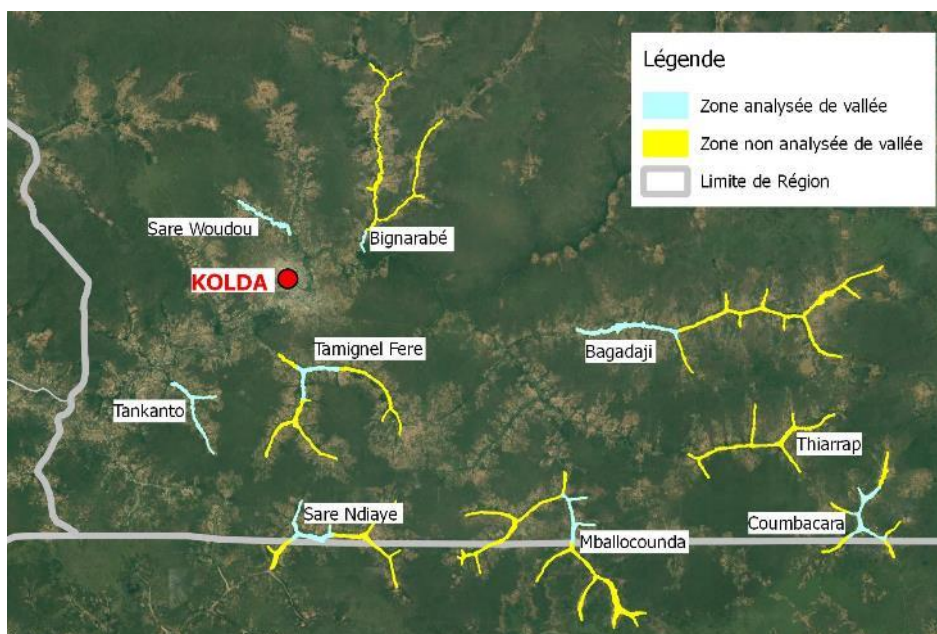 Légende
Zone analysée de vallée
Zone non analysée de vallée
Limite de Région
Sare Woudou
Bignarabé
KOLDA
Tamignel Fere
Bagadaji
Tankanto
Thiarrap
Sare Ndiaye
Coumbacara
Mballocounda